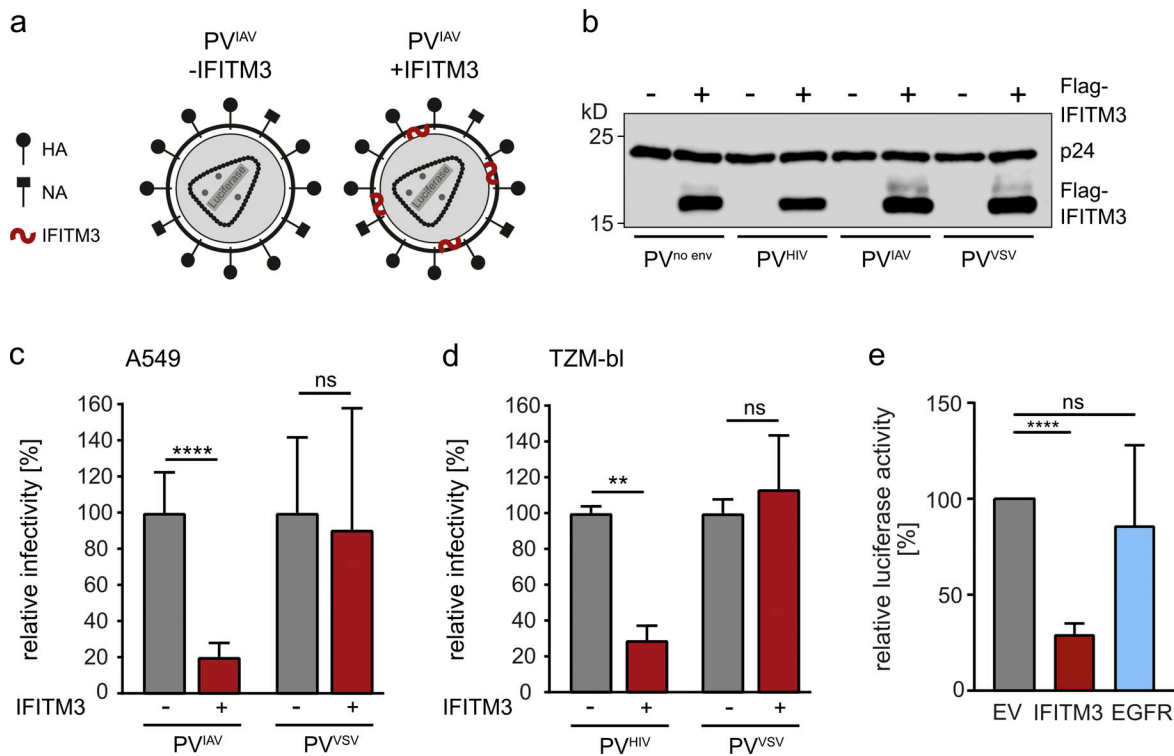 a
PV^IAV
-IFITM3
PV^IAV
+IFITM3
HA
NA
IFITM3
Luciferase
Luciferase
b
- + - + - + - +
Flag-
IFITM3
kD
25
15
p24
Flag-
IFITM3
PV^no env PV^HIV PV^IAV PV^VSV
c
A549
relative infectivity [%]
160
140
120
100
80
60
40
20
0
****
ns
IFITM3 - + - +
PV^IAV PV^VSV
d
TZM-bl
relative infectivity [%]
160
140
120
100
80
60
40
20
0
**
ns
IFITM3 - + - +
PV^HIV PV^VSV
e
relative luciferase activity
[%]
150
100
50
0
ns
****
EV IFITM3 EGFR